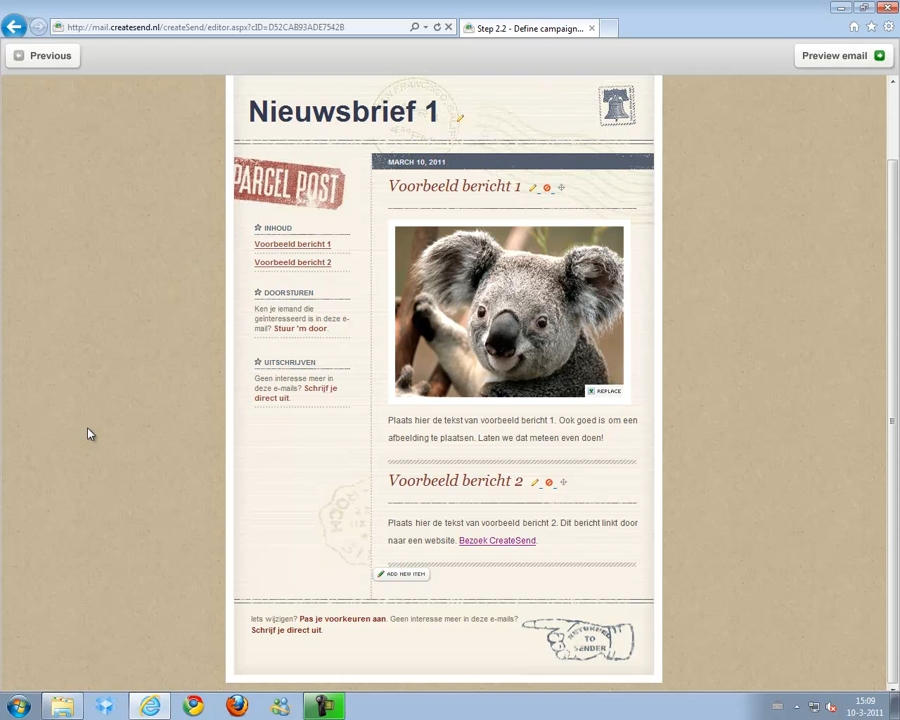 http://mail.createsend.nl/createSend/editor.aspx?cID=D52CAB93ADE7542B
Step 2.2 - Define campaign...
Previous
Preview email
Nieuwsbrief 1
PARCEL POST
MARCH 10, 2011
Voorbeeld bericht 1
INHOUD
Voorbeeld bericht 1
Voorbeeld bericht 2
DOORSTUREN
Ken je iemand die
geinteresseerd is in deze e-
mail? Stuur 'm door.
UITSCHRIJVEN
Geen interesse meer in
deze e-mails? Schrijf je
direct uit.
REPLACE
Plaats hier de tekst van voorbeeld bericht 1. Ook goed is om een
afbeelding te plaatsen. Laten we dat meteen even doen!
Voorbeeld bericht 2
Plaats hier de tekst van voorbeeld bericht 2. Dit bericht linkt door
naar een website. Bezoek CreateSend.
ADD NEW ITEM
Iets wijzigen? Pas je voorkeuren aan. Geen interesse meer in deze e-mails?
Schrijf je direct uit.
RETURNED
TO
SENDER
15:09
10-3-2011